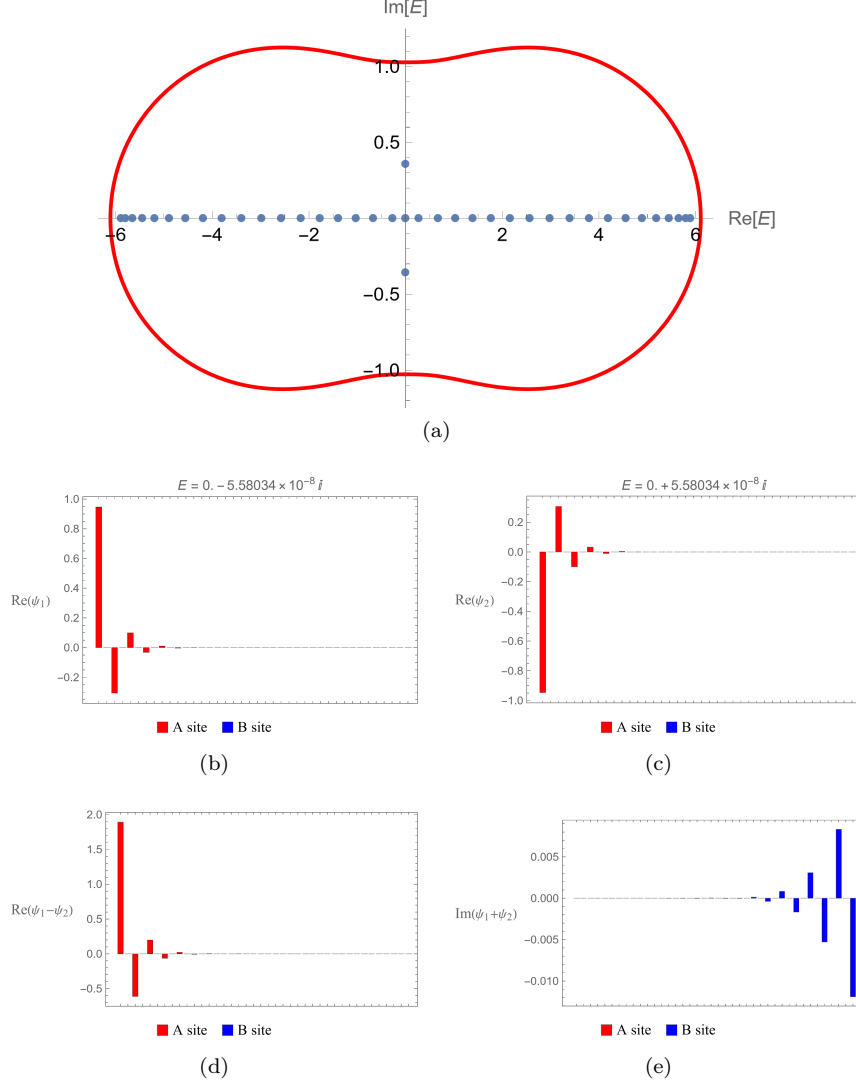 Im[E]
1.0
0.5
Re[E]
−6 −4 −2 2 4 6
−0.5
−1.0
(a)
E = 0. − 5.58034 × 10⁻⁸ ⅈ
1.0
0.8
0.6
0.4
0.2
0.0
−0.2
Re(ψ₁)
A site B site
(b)
E = 0. + 5.58034 × 10⁻⁸ ⅈ
0.2
0.0
−0.2
−0.4
−0.6
−0.8
−1.0
Re(ψ₂)
A site B site
(c)
2.0
1.5
1.0
0.5
0.0
−0.5
Re(ψ₁−ψ₂)
A site B site
(d)
0.005
0.000
−0.005
−0.010
Im(ψ₁+ψ₂)
A site B site
(e)